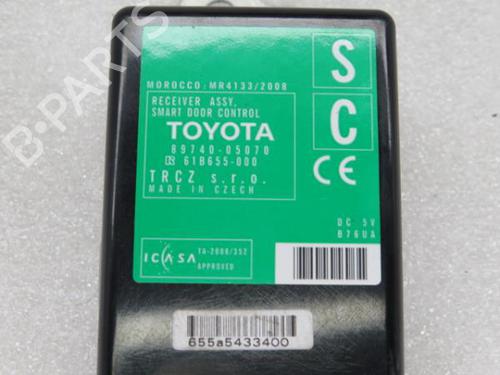 MOROCCO: MR4133/2008
RECEIVER ASSY,
SMART DOOR CONTROL
TOYOTA
89740-05070
61B655-000
TRCZ s.r.o.
MADE IN CZECH
S
C
CE
DC 5V
B76UA
ICASA
TA-2008/352
APPROVED
655a5433400
B-PARTS